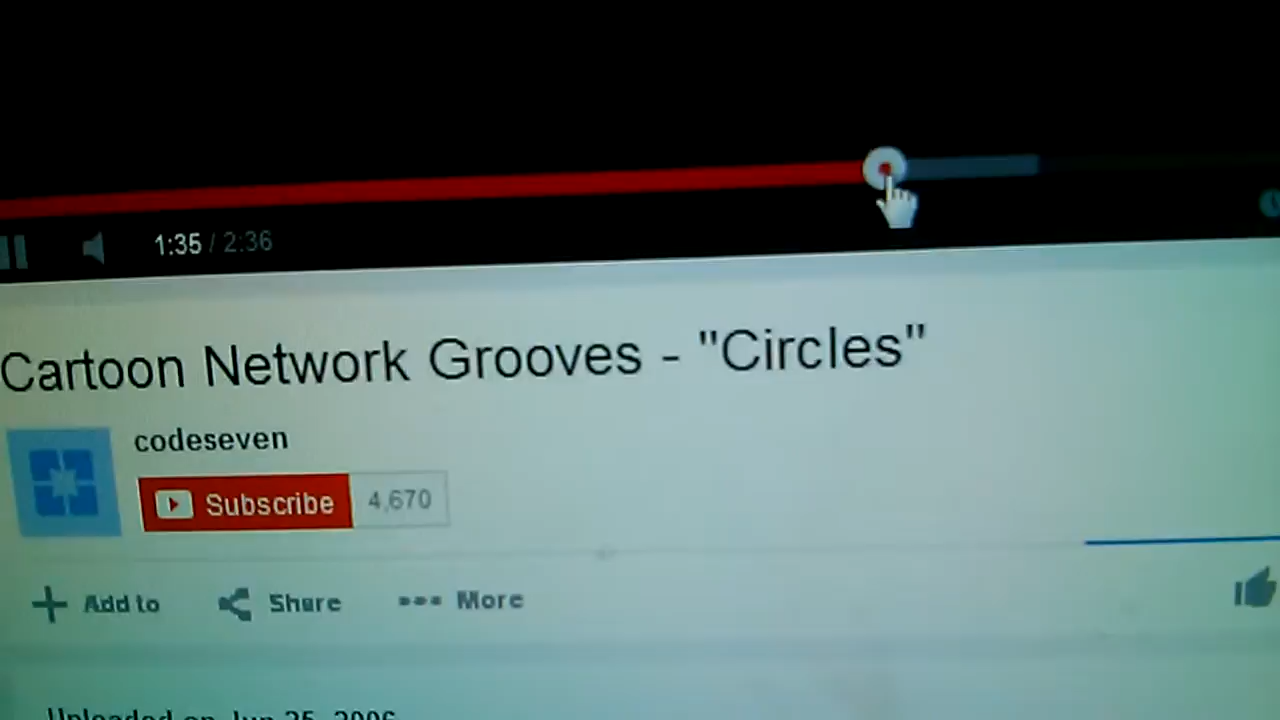 1:35 / 2:36
Cartoon Network Grooves - "Circles"
codeseven
Subscribe 4,670
Add to Share More
Uploaded on Jun 25, 2006